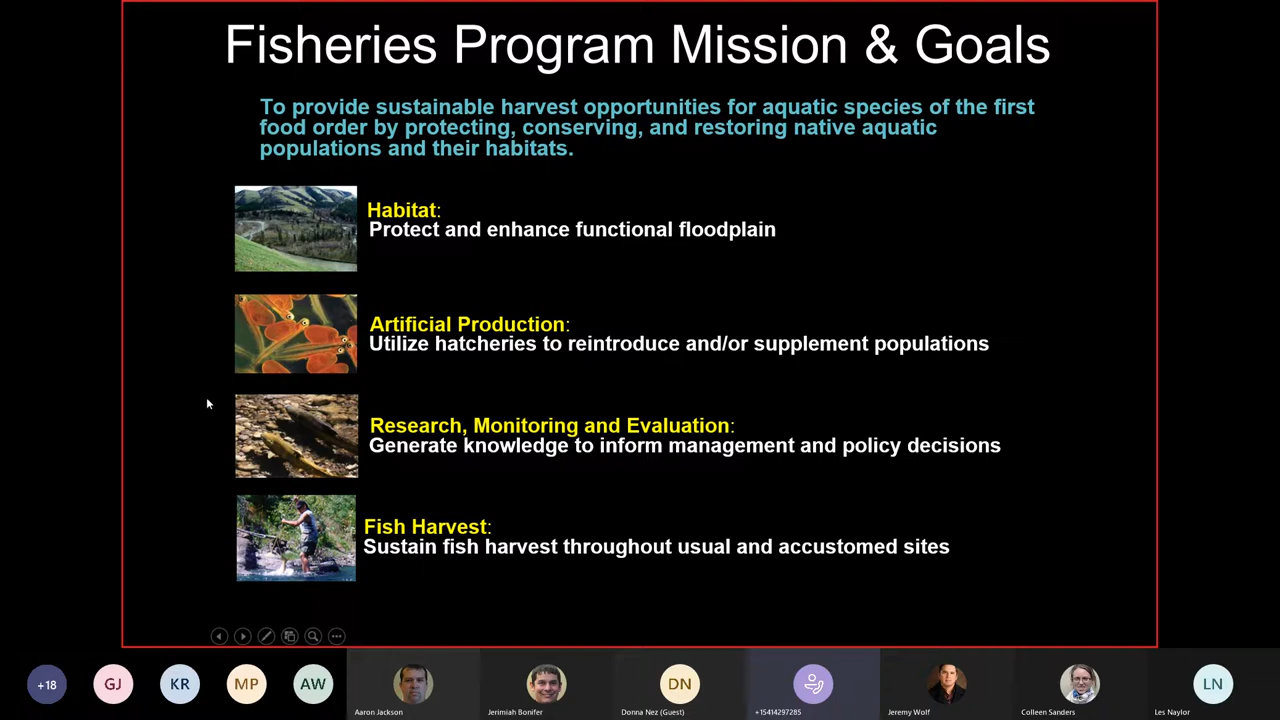 Fisheries Program Mission & Goals
To provide sustainable harvest opportunities for aquatic species of the first
food order by protecting, conserving, and restoring native aquatic
populations and their habitats.
Habitat:
Protect and enhance functional floodplain
Artificial Production:
Utilize hatcheries to reintroduce and/or supplement populations
Research, Monitoring and Evaluation:
Generate knowledge to inform management and policy decisions
Fish Harvest:
Sustain fish harvest throughout usual and accustomed sites
+18
GJ
KR
MP
AW
DN
LN
Aaron Jackson
Jerimiah Bonifer
Donna Nez (Guest)
+15414297285
Jeremy Wolf
Colleen Sanders
Les Naylor